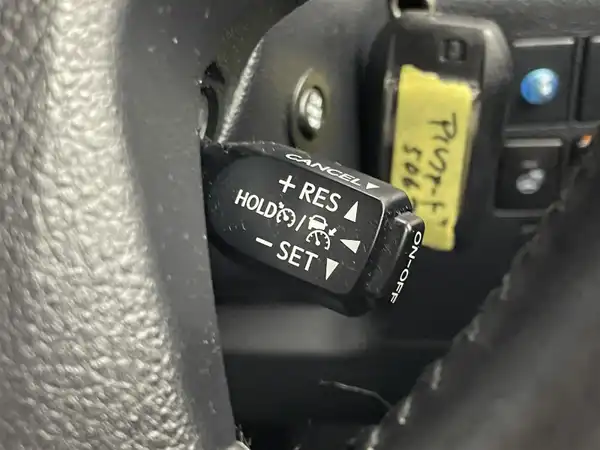 CANCEL▼
+ RES ▲
HOLD / ◀
− SET ▼
ON-OFF